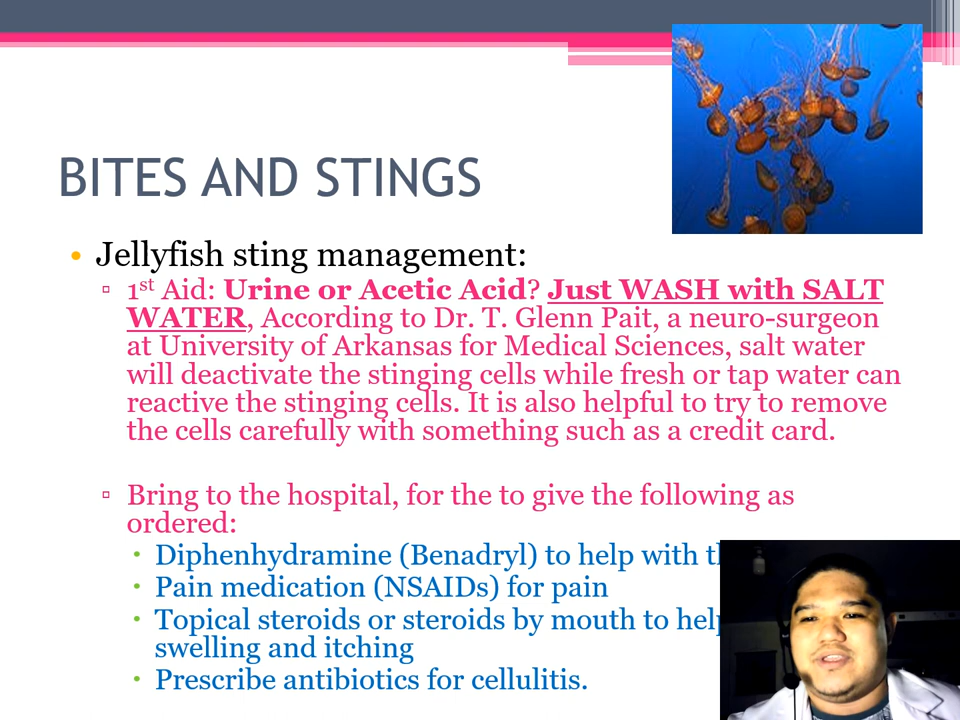 BITES AND STINGS
• Jellyfish sting management:
▫ 1st Aid: Urine or Acetic Acid? Just WASH with SALT
WATER, According to Dr. T. Glenn Pait, a neuro-surgeon
at University of Arkansas for Medical Sciences, salt water
will deactivate the stinging cells while fresh or tap water can
reactive the stinging cells. It is also helpful to try to remove
the cells carefully with something such as a credit card.
▫ Bring to the hospital, for the to give the following as
ordered:
▪ Diphenhydramine (Benadryl) to help with
▪ Pain medication (NSAIDs) for pain
▪ Topical steroids or steroids by mouth to
swelling and itching
▪ Prescribe antibiotics for cellulitis.